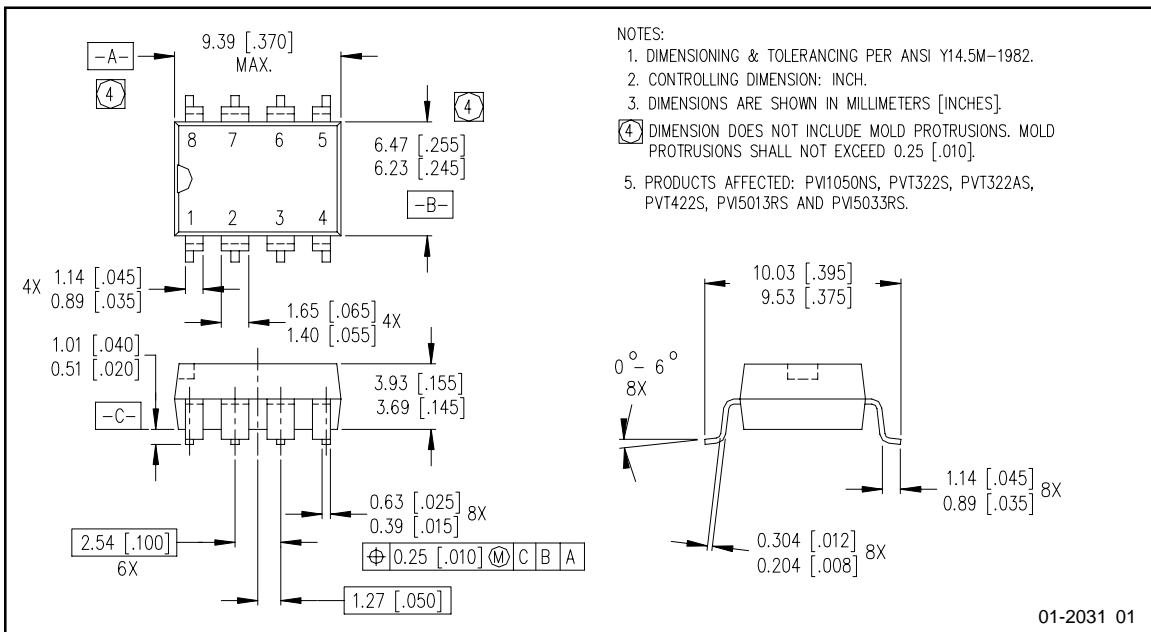 -A-
9.39 [.370]
MAX.
4
4
8 7 6 5
1 2 3 4
6.47 [.255]
6.23 [.245]
-B-
4X 1.14 [.045]
0.89 [.035]
1.65 [.065]
1.40 [.055] 4X
1.01 [.040]
0.51 [.020]
-C-
3.93 [.155]
3.69 [.145]
0.63 [.025]
0.39 [.015] 8X
2.54 [.100]
6X
⌖ 0.25 [.010] Ⓜ C B A
1.27 [.050]
NOTES:
1. DIMENSIONING & TOLERANCING PER ANSI Y14.5M-1982.
2. CONTROLLING DIMENSION: INCH.
3. DIMENSIONS ARE SHOWN IN MILLIMETERS [INCHES].
4 DIMENSION DOES NOT INCLUDE MOLD PROTRUSIONS. MOLD
PROTRUSIONS SHALL NOT EXCEED 0.25 [.010].
5. PRODUCTS AFFECTED: PVI1050NS, PVT322S, PVT322AS,
PVT422S, PVI5013RS AND PVI5033RS.
10.03 [.395]
9.53 [.375]
0° - 6°
8X
1.14 [.045]
0.89 [.035] 8X
0.304 [.012]
0.204 [.008] 8X
01-2031 01